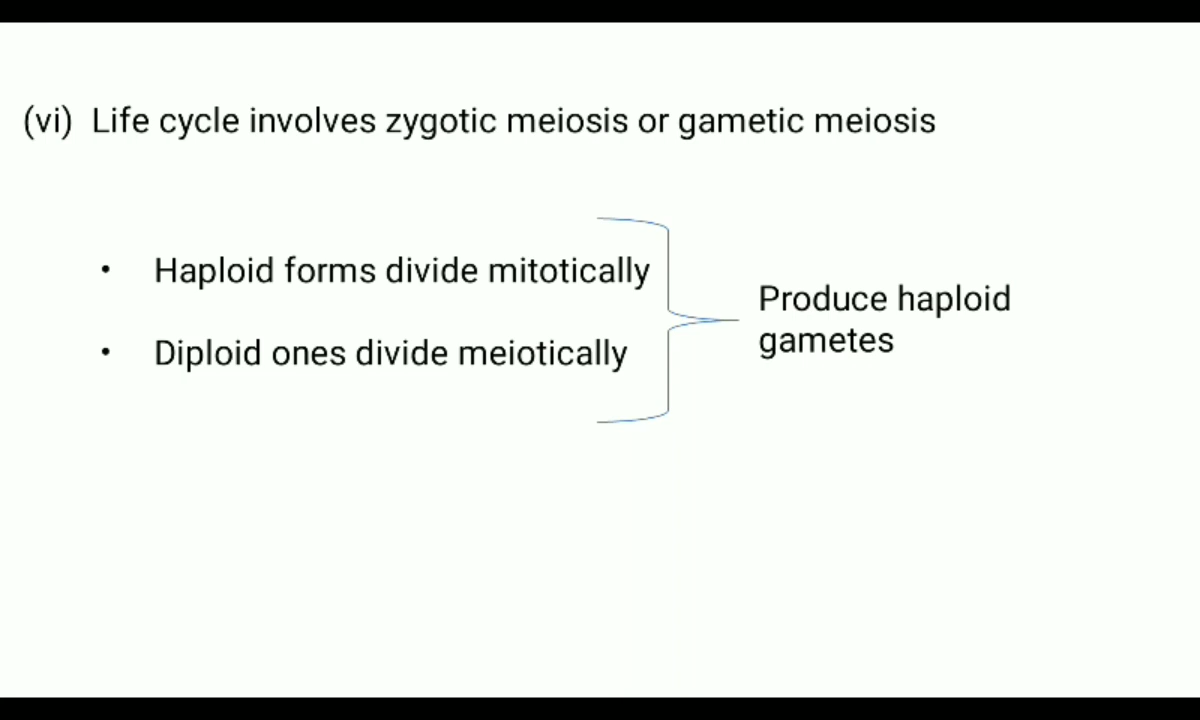 (vi) Life cycle involves zygotic meiosis or gametic meiosis
• Haploid forms divide mitotically
• Diploid ones divide meiotically
Produce haploid
gametes